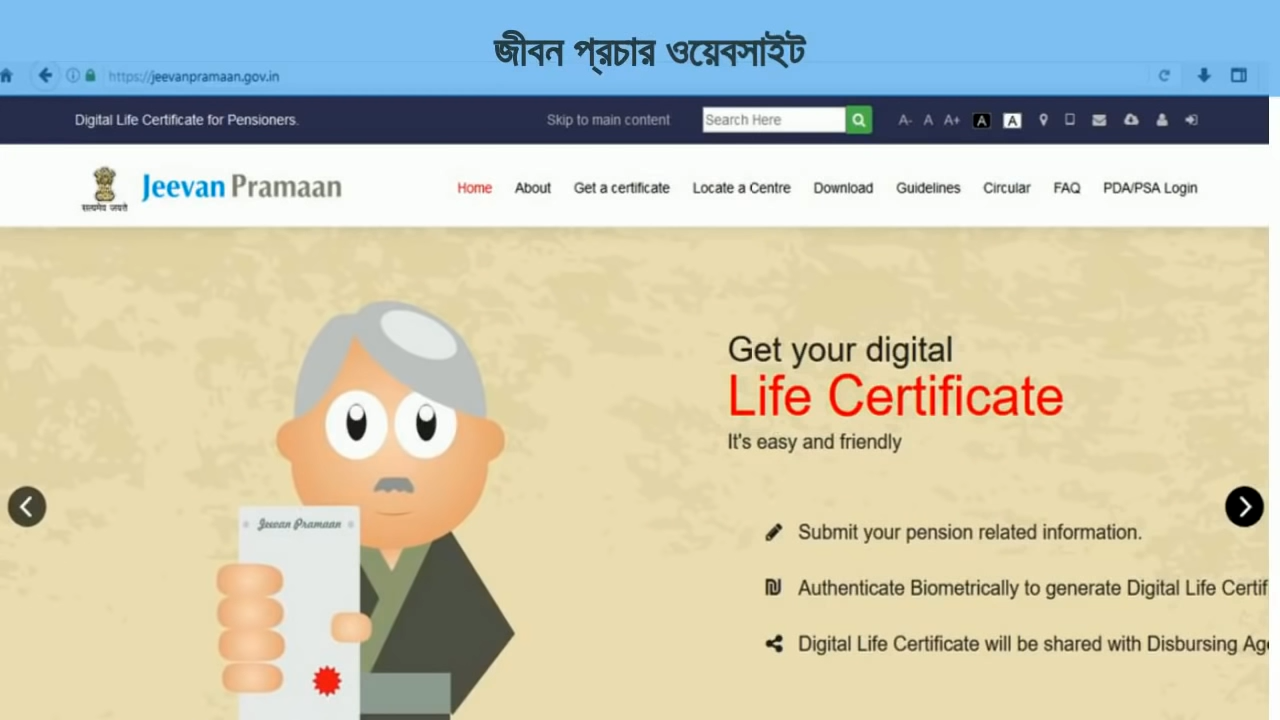 জীবন প্রচার ওয়েবসাইট
https://jeevanpramaan.gov.in
Digital Life Certificate for Pensioners.
Skip to main content
Search Here
A- A A+ A A
Jeevan Pramaan
सत्यमेव जयते
Home About Get a certificate Locate a Centre Download Guidelines Circular FAQ PDA/PSA Login
Get your digital
Life Certificate
It's easy and friendly
Jeevan Pramaan
Submit your pension related information.
Authenticate Biometrically to generate Digital Life Certif
Digital Life Certificate will be shared with Disbursing Ag